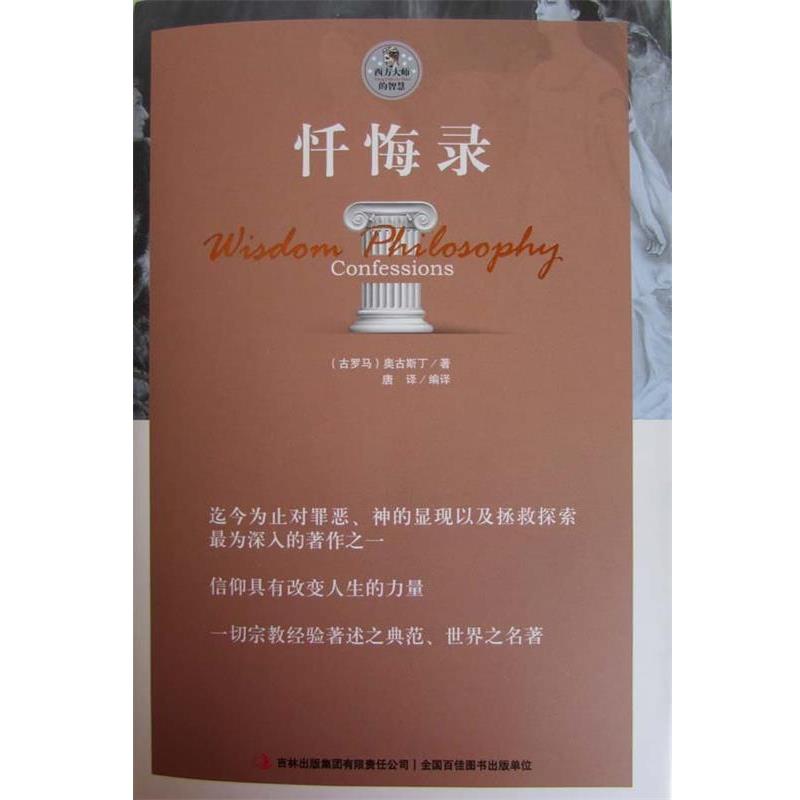 西方大师
的智慧
忏悔录
Wisdom Philosophy
Confessions
（古罗马）奥古斯丁／著
唐 译／编译
迄今为止对罪恶、神的显现以及拯救探索
最为深入的著作之一
信仰具有改变人生的力量
一切宗教经验著述之典范、世界之名著
吉林出版集团有限责任公司｜全国百佳图书出版单位